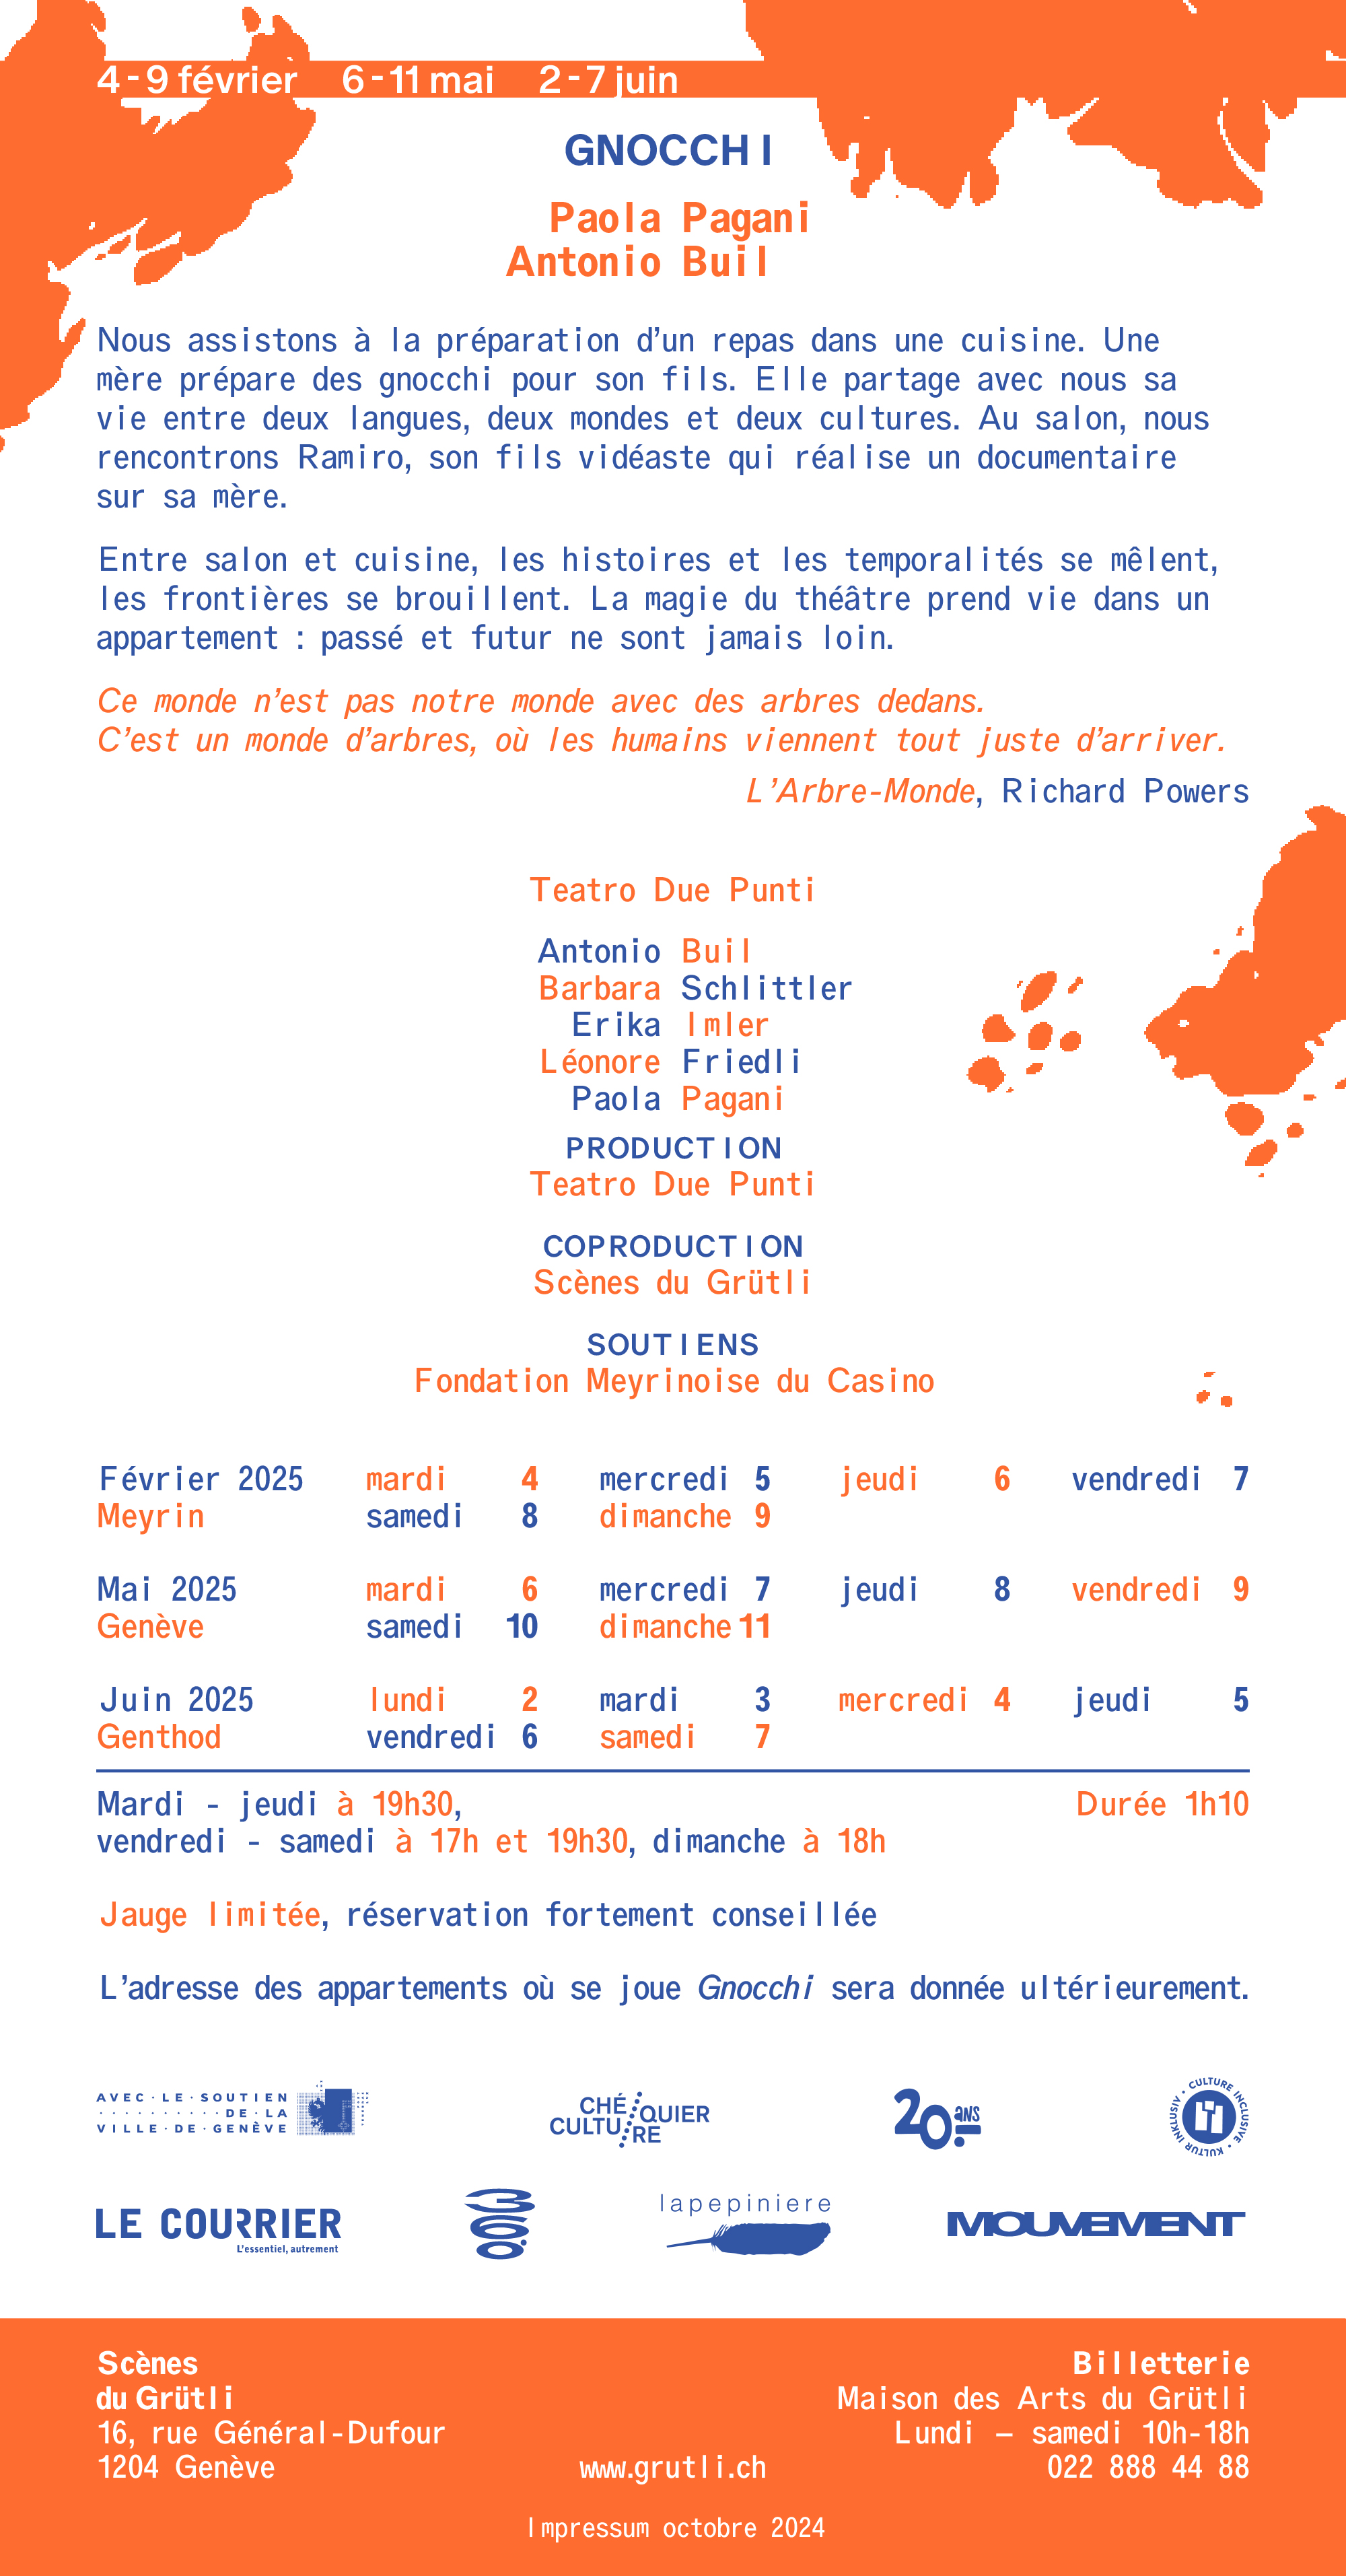 4-9 février 6-11 mai 2-7 juin
GNOCCHI
Paola Pagani
Antonio Buil
Nous assistons à la préparation d’un repas dans une cuisine. Une
mère prépare des gnocchi pour son fils. Elle partage avec nous sa
vie entre deux langues, deux mondes et deux cultures. Au salon, nous
rencontrons Ramiro, son fils vidéaste qui réalise un documentaire
sur sa mère.
Entre salon et cuisine, les histoires et les temporalités se mêlent,
les frontières se brouillent. La magie du théâtre prend vie dans un
appartement : passé et futur ne sont jamais loin.
Ce monde n’est pas notre monde avec des arbres dedans.
C’est un monde d’arbres, où les humains viennent tout juste d’arriver.
L’Arbre-Monde, Richard Powers
Teatro Due Punti
Antonio Buil
Barbara Schlittler
Erika Imler
Léonore Friedli
Paola Pagani
PRODUCTION
Teatro Due Punti
COPRODUCTION
Scènes du Grütli
SOUTIENS
Fondation Meyrinoise du Casino
Février 2025 mardi 4 mercredi 5 jeudi 6 vendredi 7
Meyrin samedi 8 dimanche 9
Mai 2025 mardi 6 mercredi 7 jeudi 8 vendredi 9
Genève samedi 10 dimanche 11
Juin 2025 lundi 2 mardi 3 mercredi 4 jeudi 5
Genthod vendredi 6 samedi 7
Mardi - jeudi à 19h30, Durée 1h10
vendredi - samedi à 17h et 19h30, dimanche à 18h
Jauge limitée, réservation fortement conseillée
L’adresse des appartements où se joue Gnocchi sera donnée ultérieurement.
AVEC·LE·SOUTIEN
··········DE·LA
VILLE·DE·GENÈVE
CHÉQUIER
CULTURE
20 ANS
CULTURE INCLUSIVE • KULTUR INKLUSIV •
LE COURRIER
L’essentiel, autrement
360°
lapepiniere
MOUVEMENT
Scènes
du Grütli
16, rue Général-Dufour
1204 Genève
www.grutli.ch
Billetterie
Maison des Arts du Grütli
Lundi – samedi 10h-18h
022 888 44 88
Impressum octobre 2024